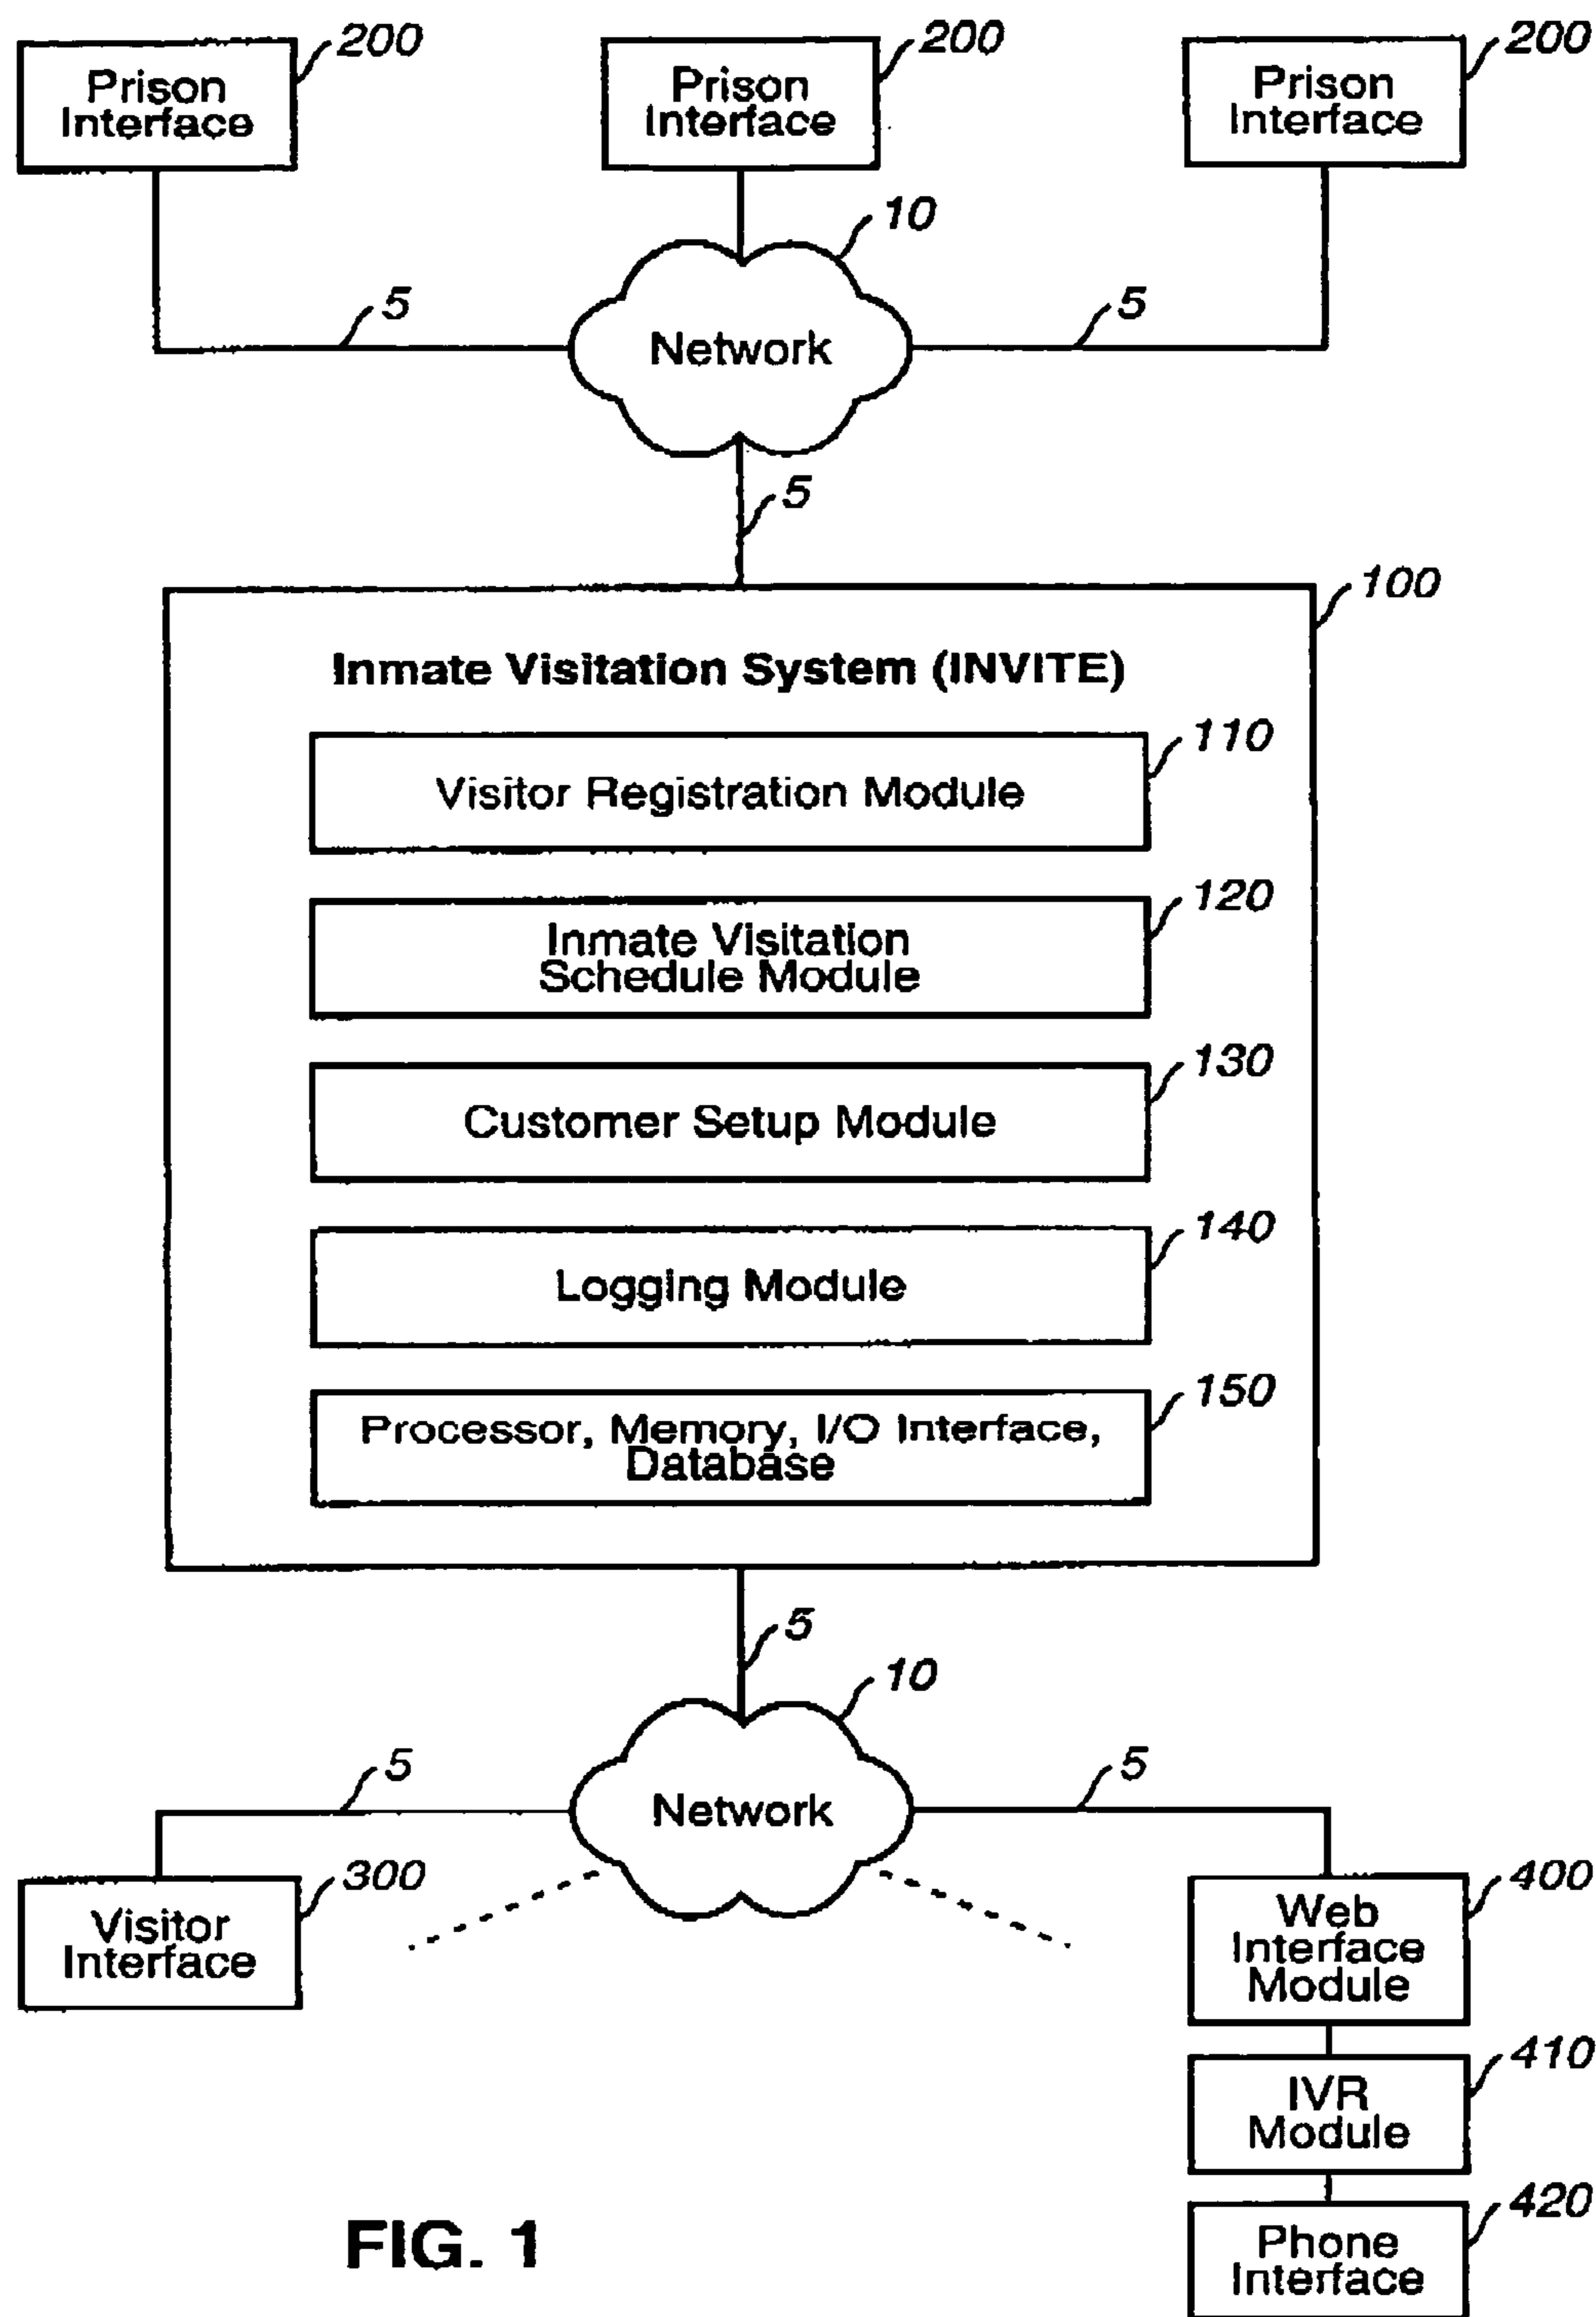 200
200
200
Prison
Interface
Prison
Interface
Prison
Interface
10
5
5
Network
5
100
Inmate Visitation System (INVITE)
110
Visitor Registration Module
120
Inmate Visitation
Schedule Module
130
Customer Setup Module
140
Logging Module
150
Processor, Memory, I/O Interface,
Database
5
10
5
5
Network
300
400
Visitor
Interface
Web
Interface
Module
410
IVR
Module
420
Phone
Interface
FIG. 1